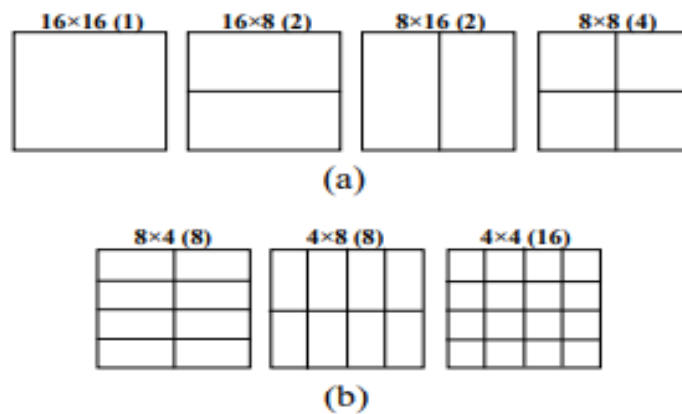 16×16 (1) 16×8 (2) 8×16 (2) 8×8 (4)
(a)
8×4 (8) 4×8 (8) 4×4 (16)
(b)